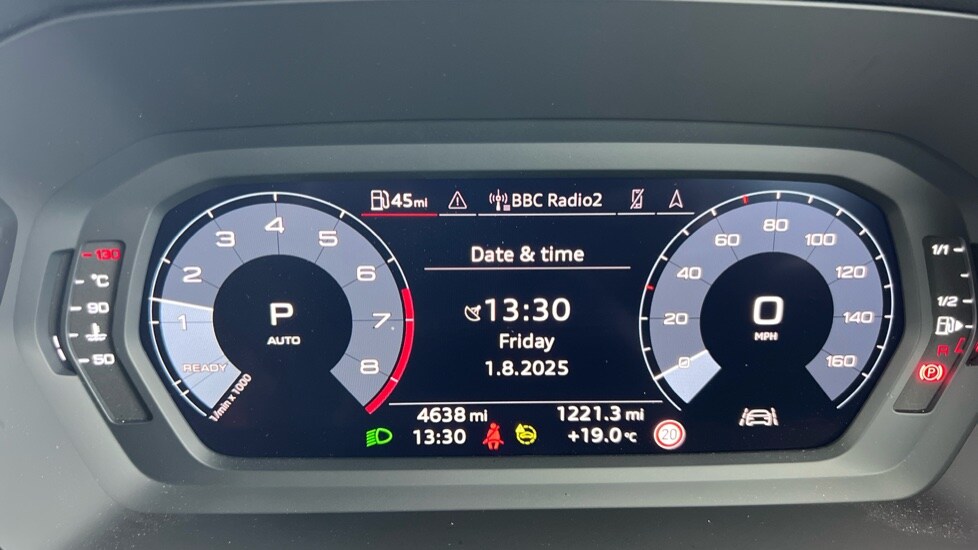 45mi
BBC Radio2
Date & time
13:30
Friday
1.8.2025
4638 mi
13:30
1221.3 mi
+19.0°C
20
READY
1
2
3
4
5
6
7
8
1/min x 1000
P
AUTO
0
20
40
60
80
100
120
140
160
0
MPH
130
°C
90
50
1/1
1/2
R
P